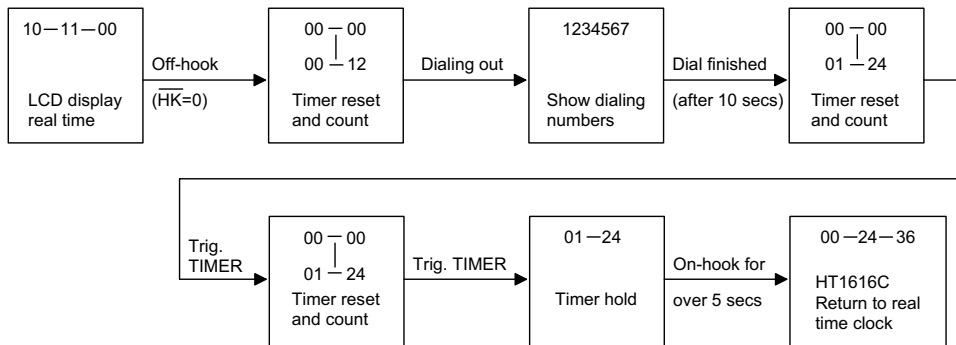 10—11—00
LCD display
real time
Off-hook
(H̅K̅=0)
00—00
00—12
Timer reset
and count
Dialing out
1234567
Show dialing
numbers
Dial finished
(after 10 secs)
00—00
01—24
Timer reset
and count
Trig.
TIMER
00—00
01—24
Timer reset
and count
Trig. TIMER
01—24
Timer hold
On-hook for
over 5 secs
00—24—36
HT1616C
Return to real
time clock